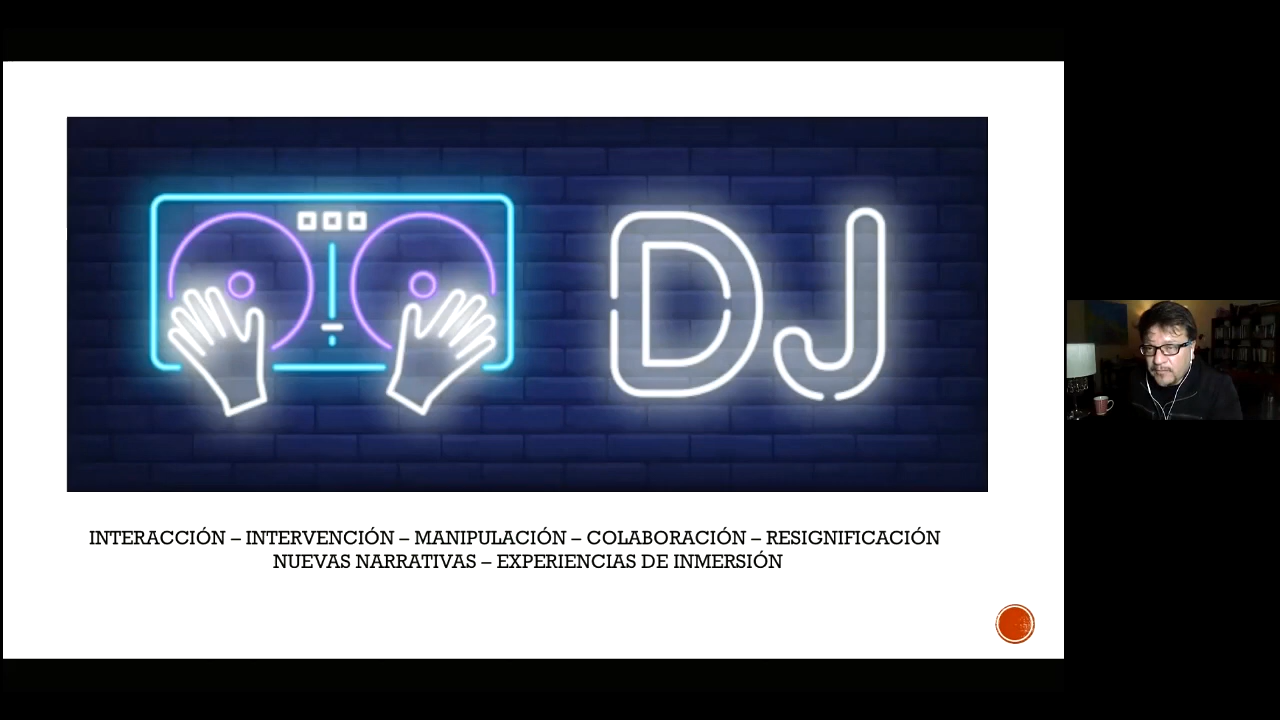 DJ
INTERACCIÓN – INTERVENCIÓN – MANIPULACIÓN – COLABORACIÓN – RESIGNIFICACIÓN
NUEVAS NARRATIVAS – EXPERIENCIAS DE INMERSIÓN